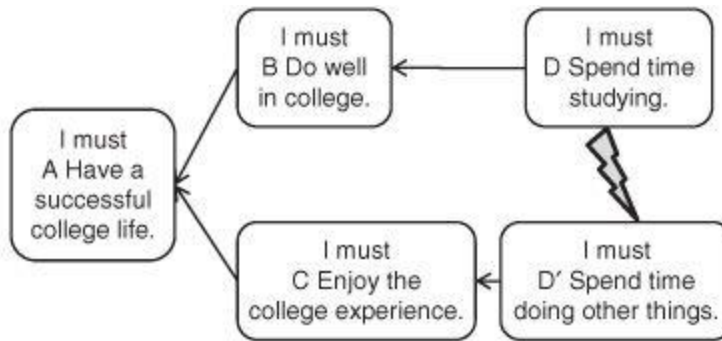 I must
B Do well
in college.
I must
D Spend time
studying.
I must
A Have a
successful
college life.
I must
C Enjoy the
college experience.
I must
D′ Spend time
doing other things.